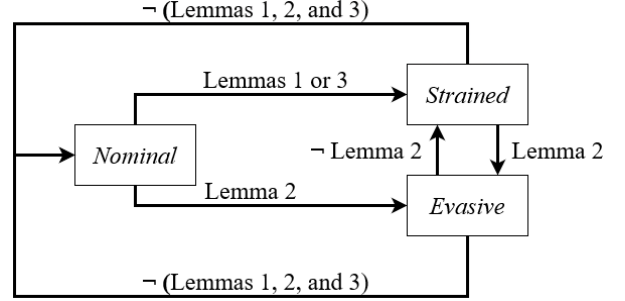 ¬ (Lemmas 1, 2, and 3)
Lemmas 1 or 3
Strained
Nominal
¬ Lemma 2
Lemma 2
Lemma 2
Evasive
¬ (Lemmas 1, 2, and 3)